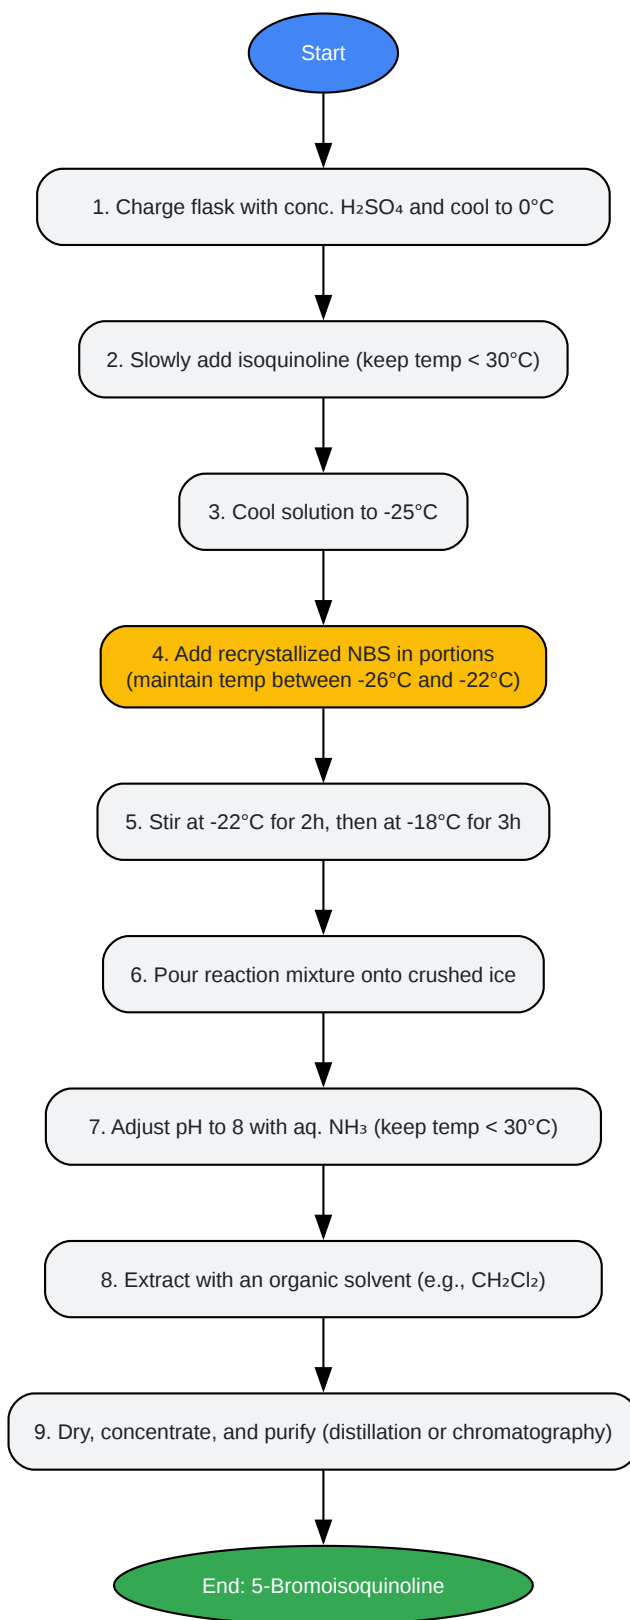 Start
1. Charge flask with conc. H₂SO₄ and cool to 0°C
2. Slowly add isoquinoline (keep temp < 30°C)
3. Cool solution to -25°C
4. Add recrystallized NBS in portions
(maintain temp between -26°C and -22°C)
5. Stir at -22°C for 2h, then at -18°C for 3h
6. Pour reaction mixture onto crushed ice
7. Adjust pH to 8 with aq. NH₃ (keep temp < 30°C)
8. Extract with an organic solvent (e.g., CH₂Cl₂)
9. Dry, concentrate, and purify (distillation or chromatography)
End: 5-Bromoisoquinoline